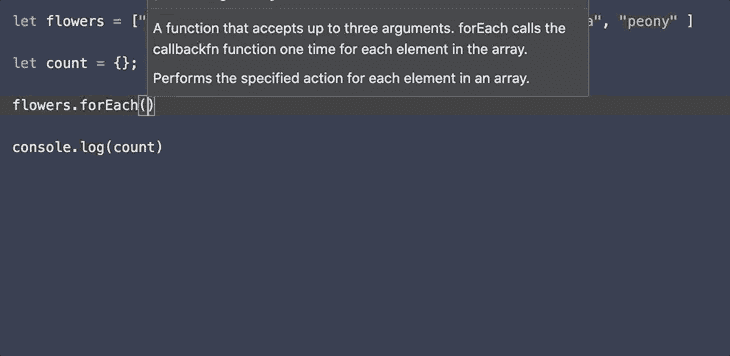 let flowers = [" a", "peony" ]
A function that accepts up to three arguments. forEach calls the
callbackfn function one time for each element in the array.
let count = {};
Performs the specified action for each element in an array.
flowers.forEach()
console.log(count)